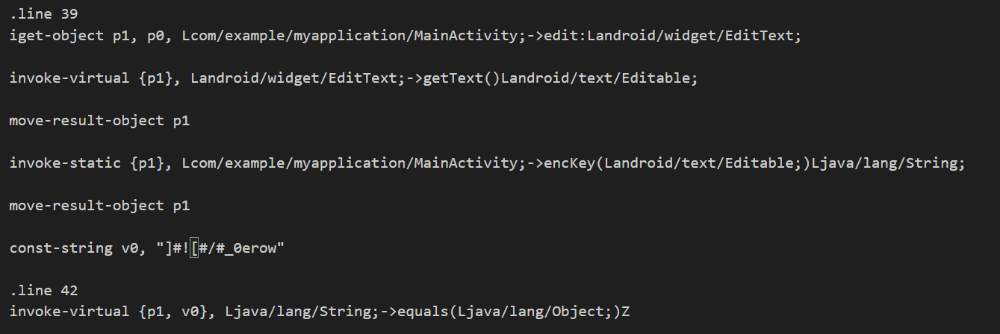 .line 39
iget-object p1, p0, Lcom/example/myapplication/MainActivity;->edit:Landroid/widget/EditText;
invoke-virtual {p1}, Landroid/widget/EditText;->getText()Landroid/text/Editable;
move-result-object p1
invoke-static {p1}, Lcom/example/myapplication/MainActivity;->encKey(Landroid/text/Editable;)Ljava/lang/String;
move-result-object p1
const-string v0, "]#![#/#_0erow"
.line 42
invoke-virtual {p1, v0}, Ljava/lang/String;->equals(Ljava/lang/Object;)Z